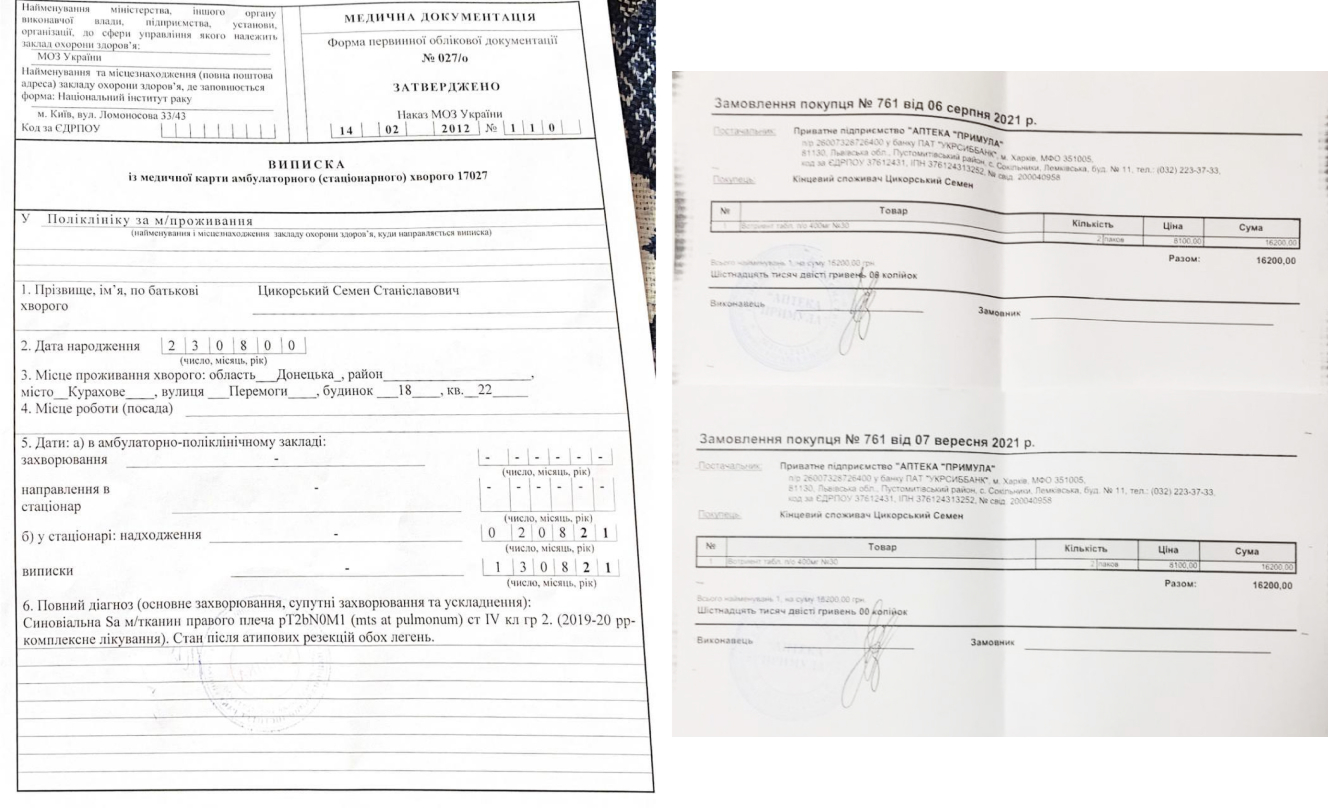 Найменування міністерства, іншого органу
виконавчої влади, підприємства, установи,
організації, до сфери управління якого належить
заклад охорони здоров'я:
МОЗ України
Найменування та місцезнаходження (повна поштова
адреса) закладу охорони здоров'я, де заповнюється
форма: Національний інститут раку
м. Київ, вул. Ломоносова 33/43
Код за ЄДРПОУ
МЕДИЧНА ДОКУМЕНТАЦІЯ
Форма первинної облікової документації
№ 027/о
ЗАТВЕРДЖЕНО
Наказ МОЗ України
14 02 2012 № 1 1 0
ВИПИСКА
із медичної карти амбулаторного (стаціонарного) хворого 17027
У Поліклініку за м/проживання
(найменування і місцезнаходження закладу охорони здоров'я, куди направляється виписка)
1. Прізвище, ім'я, по батькові Цикорський Семен Станіславович
хворого
2. Дата народження 2 3 0 8 0 0
(число, місяць, рік)
3. Місце проживання хворого: область___Донецька_, район____________________,
місто__Курахове____, вулиця ___Перемоги____, будинок ___18____, кв.__22_____
4. Місце роботи (посада)
5. Дати: а) в амбулаторно-поліклінічному закладі:
захворювання - - - - - - -
(число, місяць, рік)
направлення в - - - - - - -
стаціонар
(число, місяць, рік)
б) у стаціонарі: надходження - 0 2 0 8 2 1
(число, місяць, рік)
виписки - 1 3 0 8 2 1
(число, місяць, рік)
6. Повний діагноз (основне захворювання, супутні захворювання та ускладнення):
Синовіальна Sa м/тканин правого плеча pT2bN0M1 (mts at pulmonum) ст IV кл гр 2. (2019-20 рр-
комплексне лікування). Стан після атипових резекцій обох легень.
Замовлення покупця № 761 від 06 серпня 2021 р.
Постачальник: Приватне підприємство "АПТЕКА "ПРИМУЛА"
п/р 26007328726400 у банку ПАТ "УКРСИББАНК", м. Харків, МФО 351005,
81130, Львівська обл., Пустомитівський район, с. Сокільники, Лемківська, буд. № 11, тел.: (032) 223-37-33,
код за ЄДРПОУ 37612431, ІПН 376124313252, № свід. 200040958
Покупець: Кінцевий споживач Цикорський Семен
№ Товар Кількість Ціна Сума
1 Вотриент табл. п/о 400мг №30 2 паков 8100,00 16200,00
Разом: 16200,00
Всього найменувань 1, на суму 16200,00 грн.
Шістнадцять тисяч двісті гривень 00 копійок
Виконавець Замовник
АПТЕКА
ПРИМУЛА
Замовлення покупця № 761 від 07 вересня 2021 р.
Постачальник: Приватне підприємство "АПТЕКА "ПРИМУЛА"
п/р 26007328726400 у банку ПАТ "УКРСИББАНК", м. Харків, МФО 351005,
81130, Львівська обл., Пустомитівський район, с. Сокільники, Лемківська, буд. № 11, тел.: (032) 223-37-33,
код за ЄДРПОУ 37612431, ІПН 376124313252, № свід. 200040958
Покупець: Кінцевий споживач Цикорський Семен
№ Товар Кількість Ціна Сума
1 Вотриент табл. п/о 400мг №30 2 паков 8100,00 16200,00
Разом: 16200,00
Всього найменувань 1, на суму 16200,00 грн.
Шістнадцять тисяч двісті гривень 00 копійок
Виконавець Замовник
АПТЕКА
ПРИМУЛА